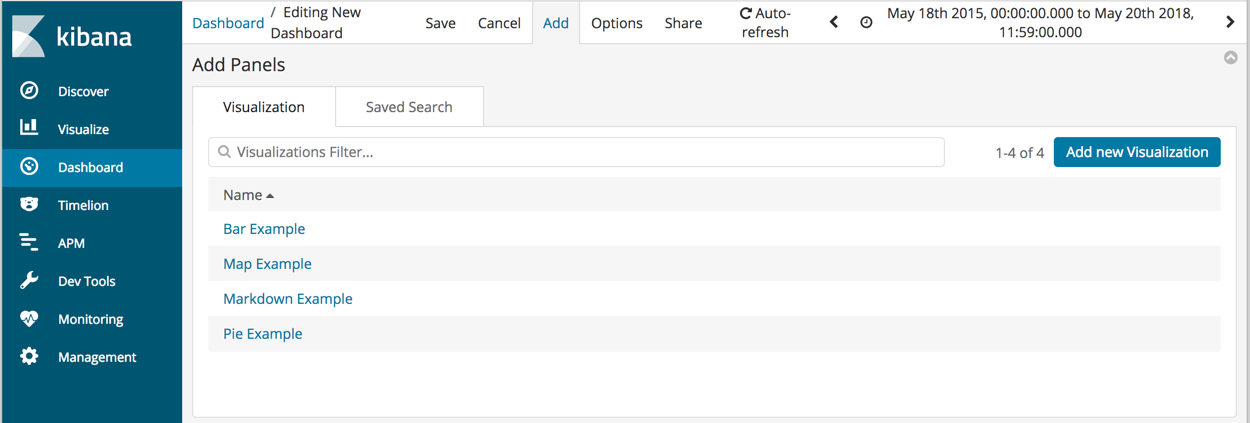 kibana
Discover
Visualize
Dashboard
Timelion
APM
Dev Tools
Monitoring
Management
Dashboard / Editing New
Dashboard
Save
Cancel
Add
Options
Share
Auto-
refresh
May 18th 2015, 00:00:00.000 to May 20th 2018,
11:59:00.000
Add Panels
Visualization
Saved Search
Visualizations Filter...
1-4 of 4
Add new Visualization
Name
Bar Example
Map Example
Markdown Example
Pie Example